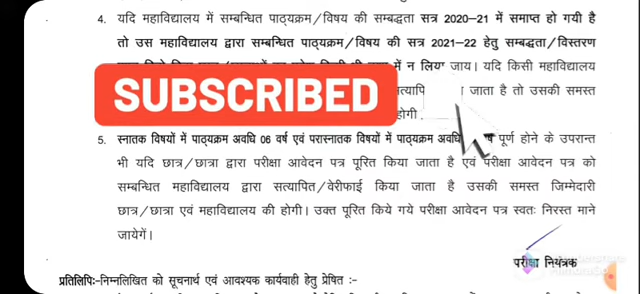 4. यदि महाविद्यालय में सम्बन्धित पाठ्यक्रम/विषय की सम्बद्धता सत्र 2020-21 में समाप्त हो गयी है
तो उस महाविद्यालय द्वारा सम्बन्धित पाठ्यक्रम/विषय की सत्र 2021-22 हेतु सम्बद्धता/विस्तरण
में न लिया जाय। यदि किसी महाविद्यालय
SUBSCRIBED
जाता है तो उसकी समस्त
होगी
5. स्नातक विषयों में पाठ्यक्रम अवधि 06 वर्ष एवं परास्नातक विषयों में पाठ्यक्रम अवधि पूर्ण होने के उपरान्त
भी यदि छात्र/छात्रा द्वारा परीक्षा आवेदन पत्र पूरित किया जाता है एवं परीक्षा आवेदन पत्र को
सम्बन्धित महाविद्यालय द्वारा सत्यापित/वेरीफाई किया जाता है उसकी समस्त जिम्मेदारी
छात्र/छात्रा एवं महाविद्यालय की होगी। उक्त पूरित किये गये परीक्षा आवेदन पत्र स्वतः निरस्त माने
जायेगें।
परीक्षा नियंत्रक
प्रतिलिपिः-निम्नलिखित को सूचनार्थ एवं आवश्यक कार्यवाही हेतु प्रेषित :-